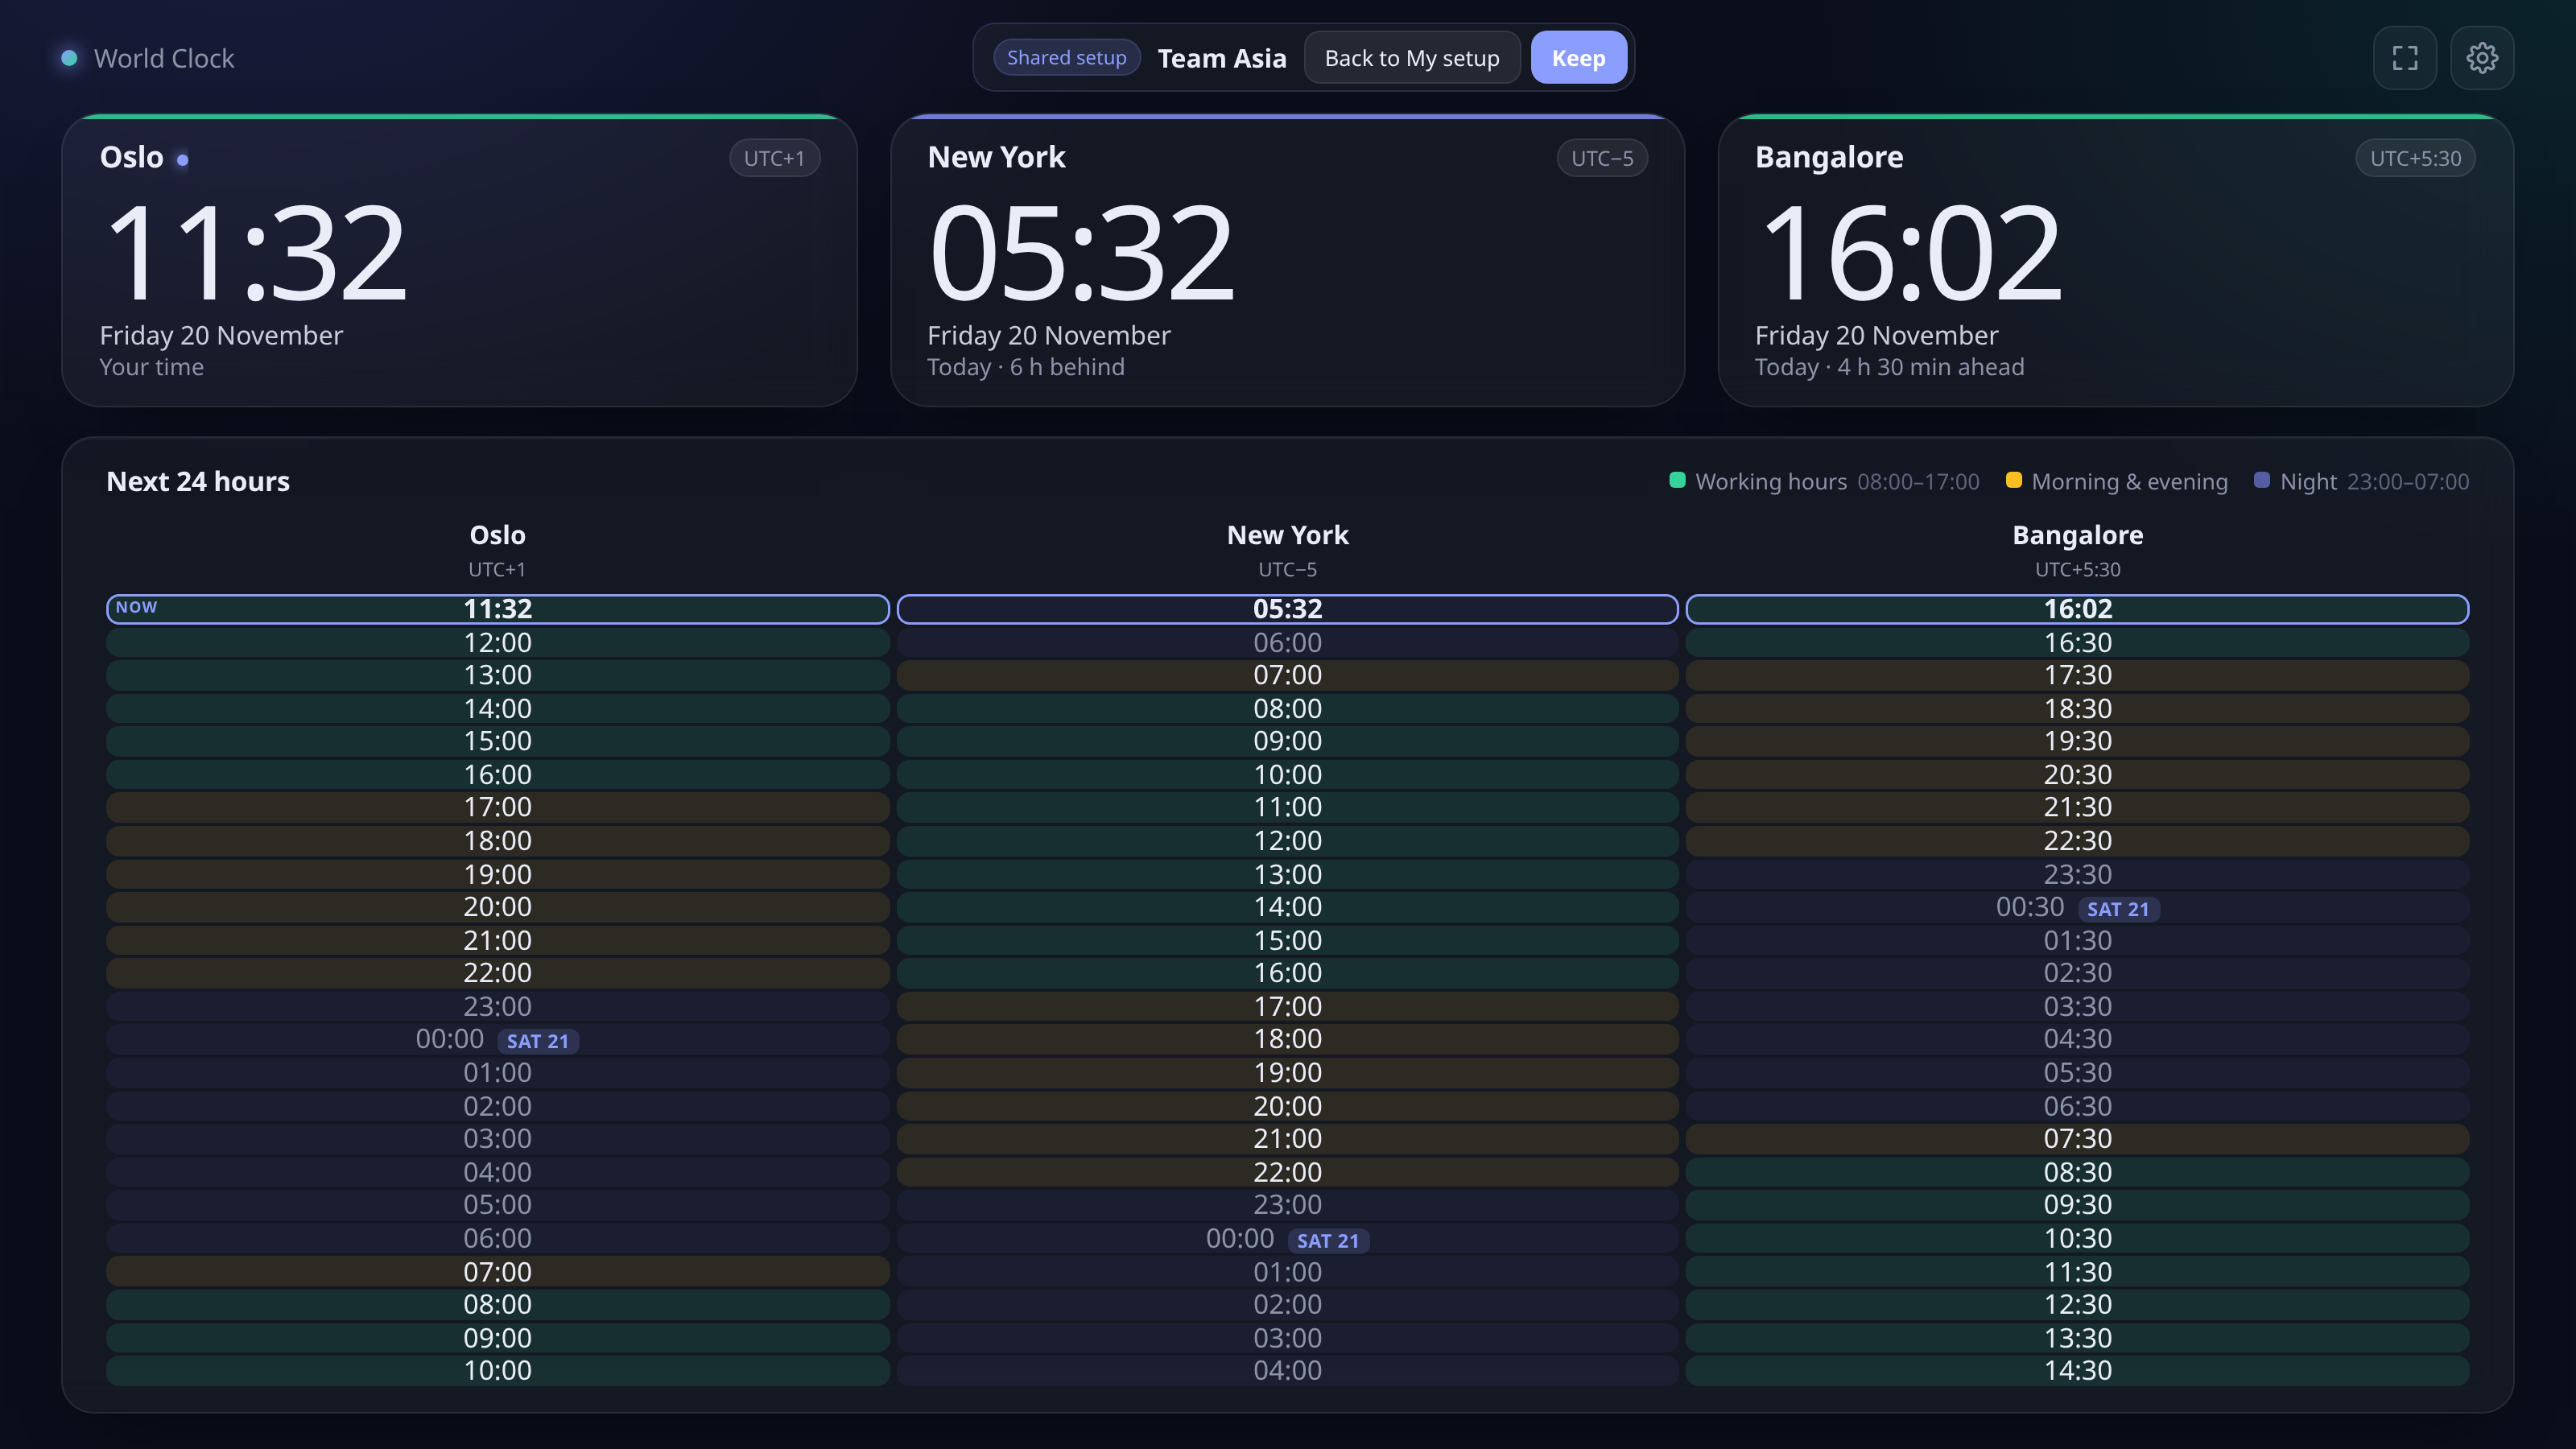 World Clock
Shared setup Team Asia Back to My setup Keep
Oslo UTC+1
11:32
Friday 20 November
Your time
New York UTC−5
05:32
Friday 20 November
Today · 6 h behind
Bangalore UTC+5:30
16:02
Friday 20 November
Today · 4 h 30 min ahead
Next 24 hours
Working hours 08:00–17:00 Morning & evening Night 23:00–07:00
Oslo New York Bangalore
UTC+1 UTC−5 UTC+5:30
NOW 11:32 05:32 16:02
12:00 06:00 16:30
13:00 07:00 17:30
14:00 08:00 18:30
15:00 09:00 19:30
16:00 10:00 20:30
17:00 11:00 21:30
18:00 12:00 22:30
19:00 13:00 23:30
20:00 14:00 00:30 SAT 21
21:00 15:00 01:30
22:00 16:00 02:30
23:00 17:00 03:30
00:00 SAT 21 18:00 04:30
01:00 19:00 05:30
02:00 20:00 06:30
03:00 21:00 07:30
04:00 22:00 08:30
05:00 23:00 09:30
06:00 00:00 SAT 21 10:30
07:00 01:00 11:30
08:00 02:00 12:30
09:00 03:00 13:30
10:00 04:00 14:30